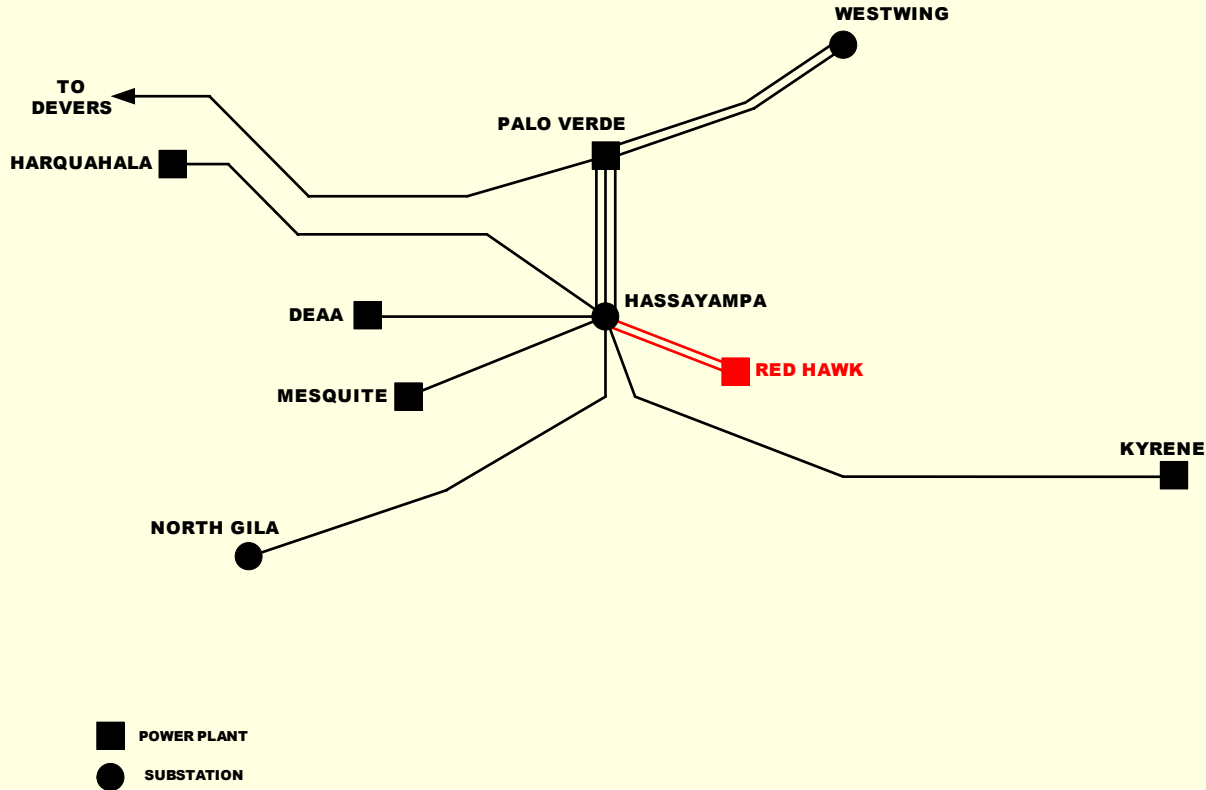 WESTWING
TO
DEVERS
PALO VERDE
HARQUAHALA
HASSAYAMPA
DEAA
RED HAWK
MESQUITE
KYRENE
NORTH GILA
POWER PLANT
SUBSTATION